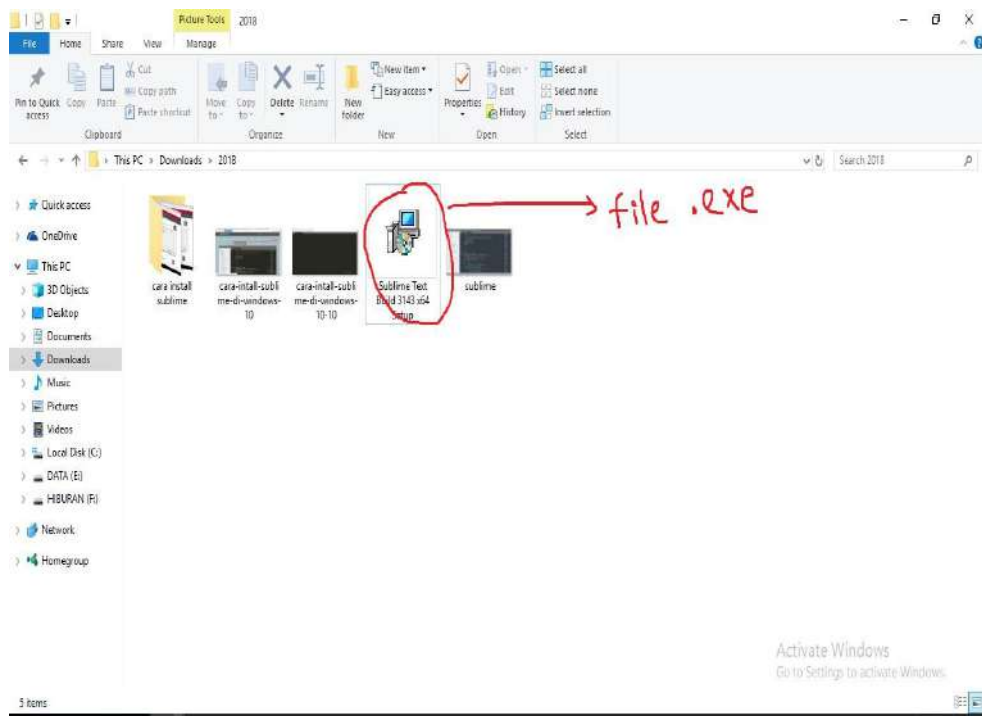 Picture Tools 2018
File Home Share View Manage
Pin to Quick access
Copy
Paste
Cut
Copy path
Paste shortcut
Clipboard
Move to
Copy to
Delete
Rename
New folder
Organize
New item
Easy access
New
Properties
Open
Edit
History
Open
Select all
Select none
Invert selection
Select
This PC > Downloads > 2018
Search 2018
Quick access
OneDrive
This PC
3D Objects
Desktop
Documents
Downloads
Music
Pictures
Videos
Local Disk (C:)
DATA (E:)
HIBURAN (F:)
Network
Homegroup
cara install
sublime
cara-intall-subli
me-di-windows-
10
cara-intall-subli
me-di-windows-
10-10
Sublime Text
Build 3143 x64
Setup
sublime
file .exe
Activate Windows
Go to Settings to activate Windows.
5 items